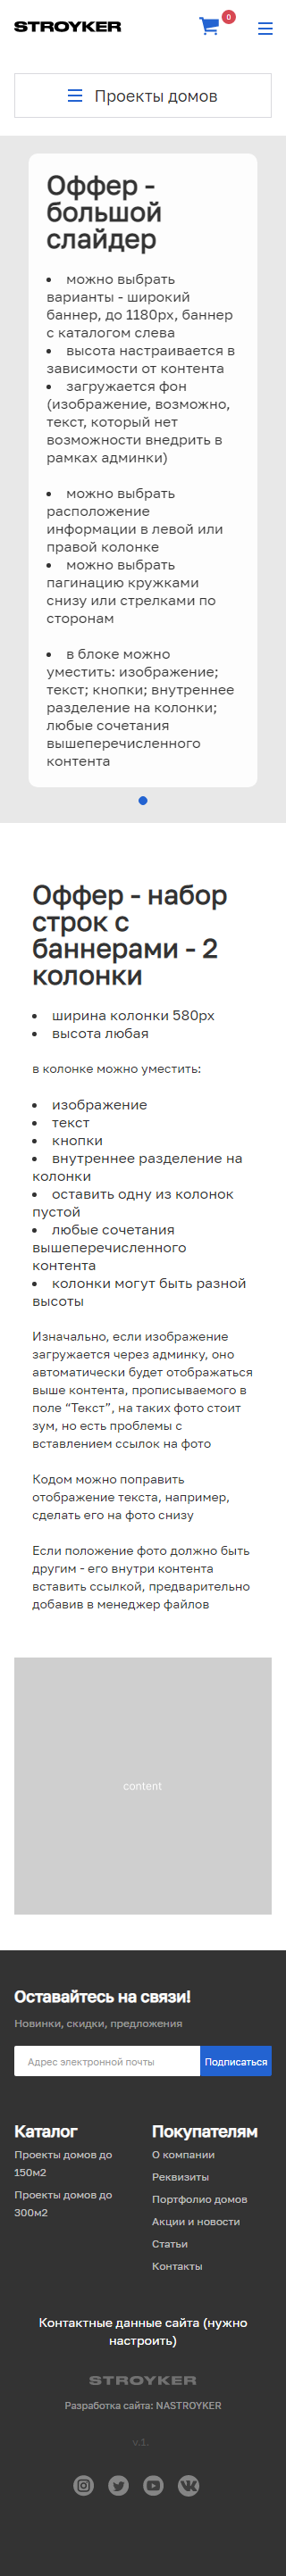 STROYKER
0
Проекты домов
Оффер -
большой
слайдер
• можно выбрать
варианты - широкий
баннер, до 1180px, баннер
с каталогом слева
• высота настраивается в
зависимости от контента
• загружается фон
(изображение, возможно,
текст, который нет
возможности внедрить в
рамках админки)
• можно выбрать
расположение
информации в левой или
правой колонке
• можно выбрать
пагинацию кружками
снизу или стрелками по
сторонам
• в блоке можно
уместить: изображение;
текст; кнопки; внутреннее
разделение на колонки;
любые сочетания
вышеперечисленного
контента
Оффер - набор
строк с
баннерами - 2
колонки
• ширина колонки 580px
• высота любая
в колонке можно уместить:
• изображение
• текст
• кнопки
• внутреннее разделение на
колонки
• оставить одну из колонок
пустой
• любые сочетания
вышеперечисленного
контента
• колонки могут быть разной
высоты
Изначально, если изображение
загружается через админку, оно
автоматически будет отображаться
выше контента, прописываемого в
поле “Текст”, на таких фото стоит
зум, но есть проблемы с
вставлением ссылок на фото
Кодом можно поправить
отображение текста, например,
сделать его на фото снизу
Если положение фото должно быть
другим - его внутри контента
вставить ссылкой, предварительно
добавив в менеджер файлов
content
Оставайтесь на связи!
Новинки, скидки, предложения
Адрес электронной почты
Подписаться
Каталог
Проекты домов до
150м2
Проекты домов до
300м2
Покупателям
О компании
Реквизиты
Портфолио домов
Акции и новости
Статьи
Контакты
Контактные данные сайта (нужно
настроить)
STROYKER
Разработка сайта: NASTROYKER
v.1.